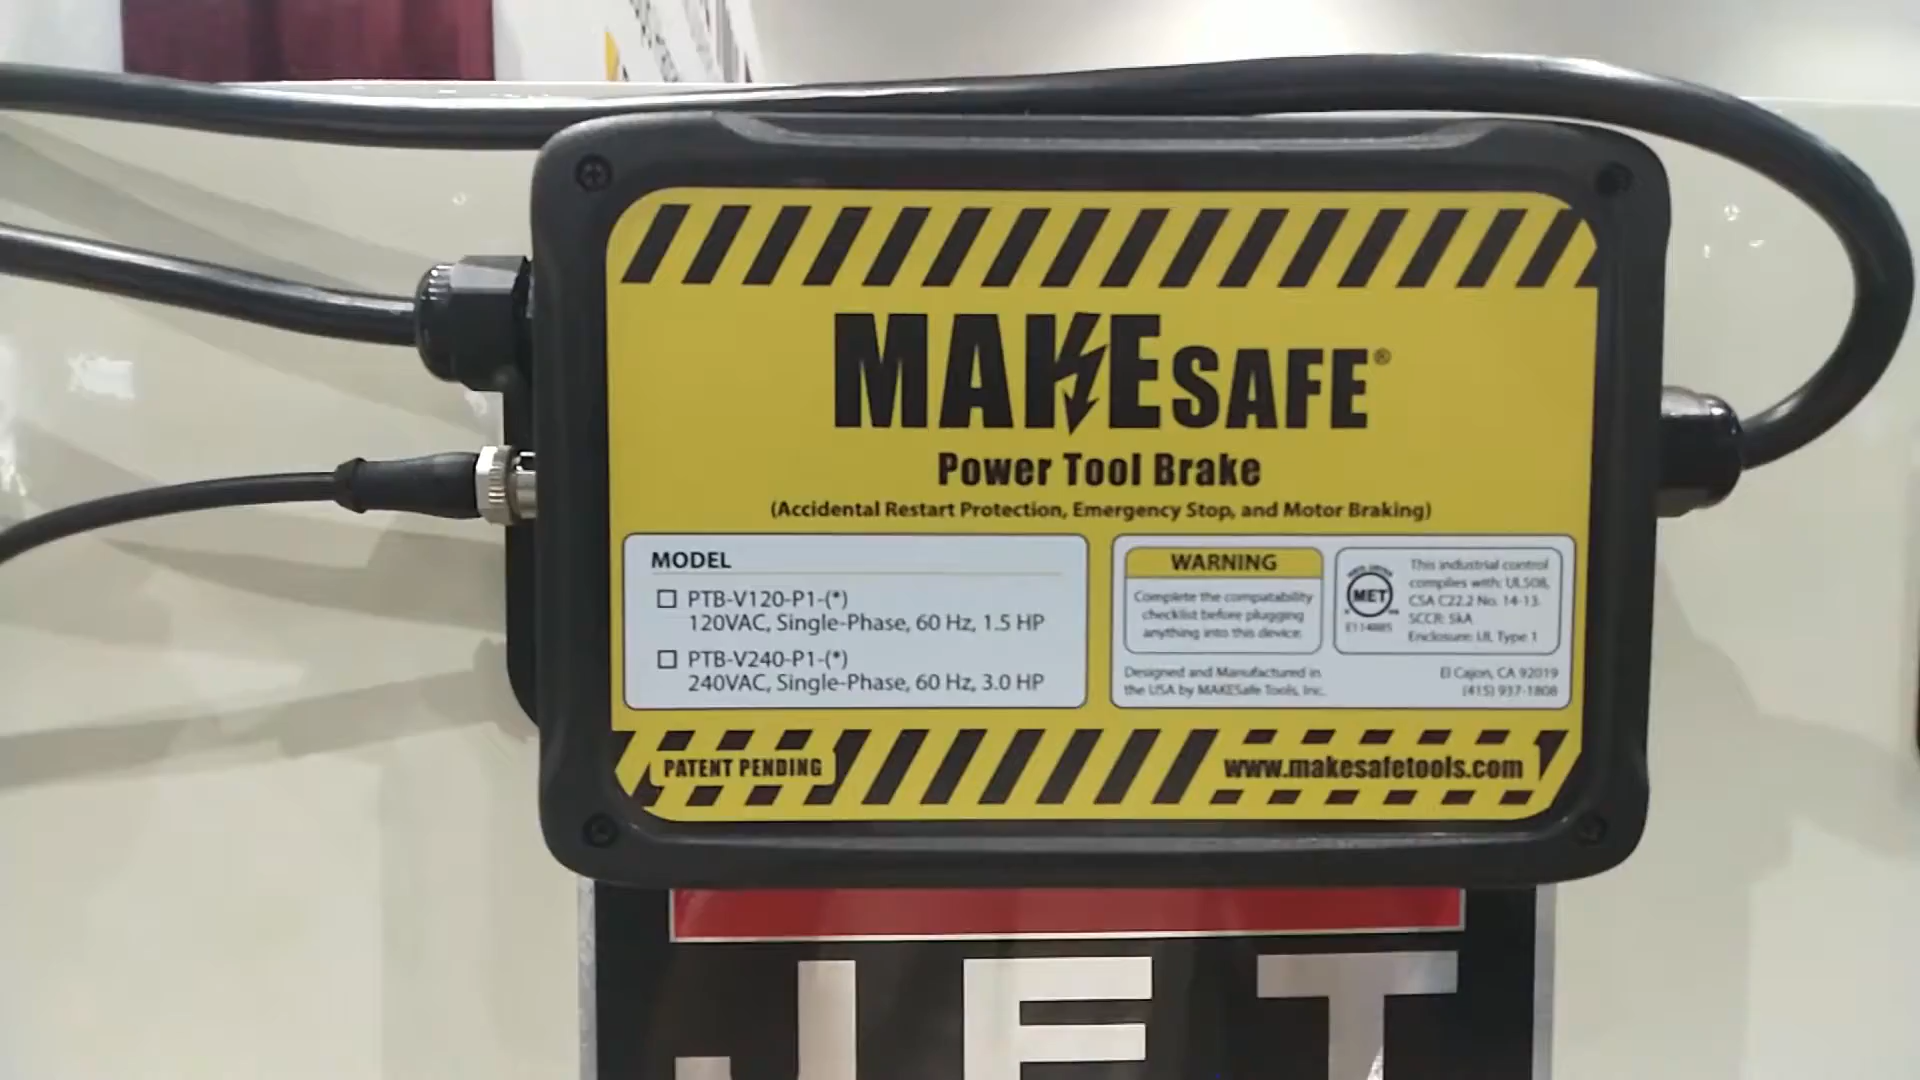 MAKESAFE®
Power Tool Brake
(Accidental Restart Protection, Emergency Stop, and Motor Braking)
MODEL
☐ PTB-V120-P1-(*)
120VAC, Single-Phase, 60 Hz, 1.5 HP
☐ PTB-V240-P1-(*)
240VAC, Single-Phase, 60 Hz, 3.0 HP
WARNING
Complete the compatability
checklist before plugging
anything into this device.
MET
This industrial control
complies with: UL508,
CSA C22.2 No. 14-13.
SCCR: 5kA
Enclosure: UL Type 1
Designed and Manufactured in
the USA by MAKESafe Tools, Inc.
El Cajon, CA 92019
(415) 937-1808
PATENT PENDING
www.makesafetools.com
JET